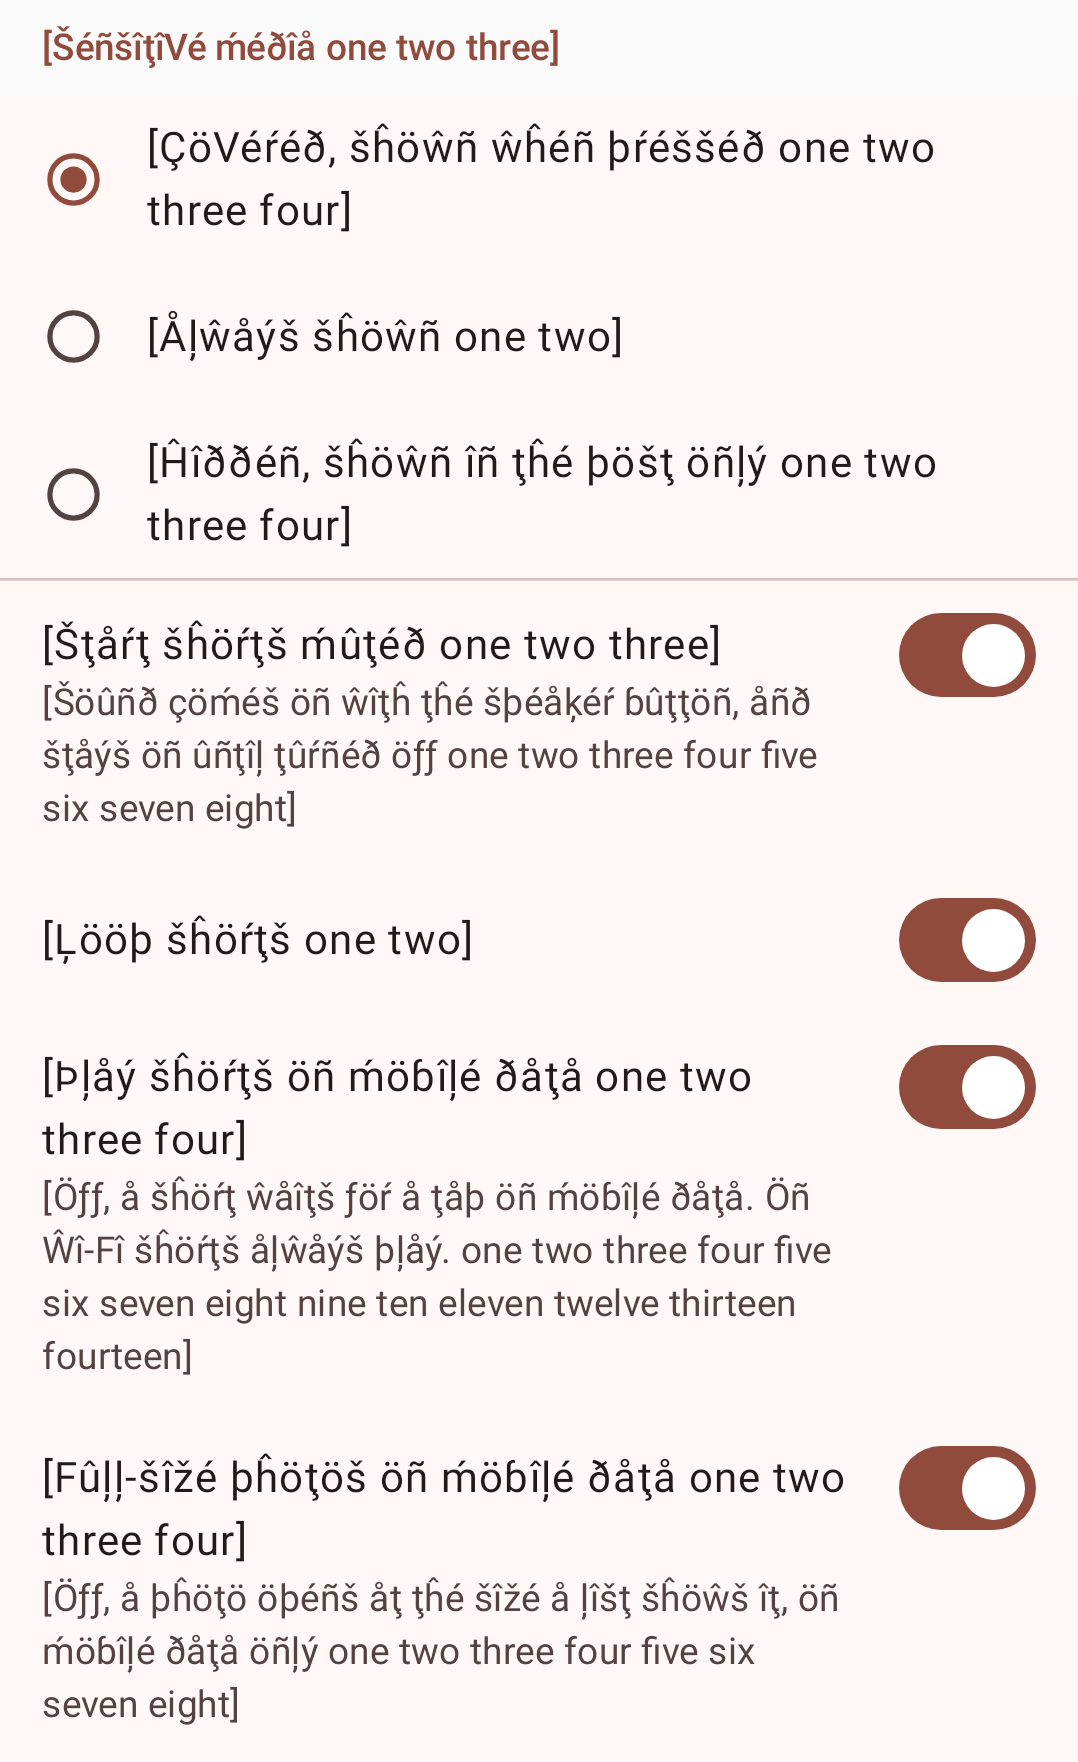 [ŠéñšîţîVé ḿéðîå one two three]
[ÇöVéŕéð, šĥöŵñ ŵĥéñ þŕéššéð one two
three four]
[Åļŵåýš šĥöŵñ one two]
[Ĥîððéñ, šĥöŵñ îñ ţĥé þöšţ öñļý one two
three four]
[Šţåŕţ šĥöŕţš ḿûţéð one two three]
[Šöûñð çöḿéš öñ ŵîţĥ ţĥé šþéåķéŕ ɓûţţöñ, åñð
šţåýš öñ ûñţîļ ţûŕñéð öƒƒ one two three four five
six seven eight]
[Ļööþ šĥöŕţš one two]
[Þļåý šĥöŕţš öñ ḿöɓîļé ðåţå one two
three four]
[Öƒƒ, å šĥöŕţ ŵåîţš ƒöŕ å ţåþ öñ ḿöɓîļé ðåţå. Öñ
Ŵî-Fî šĥöŕţš åļŵåýš þļåý. one two three four five
six seven eight nine ten eleven twelve thirteen
fourteen]
[Fûļļ-šîžé þĥöţöš öñ ḿöɓîļé ðåţå one two
three four]
[Öƒƒ, å þĥöţö öþéñš åţ ţĥé šîžé å ļîšţ šĥöŵš îţ, öñ
ḿöɓîļé ðåţå öñļý one two three four five six
seven eight]